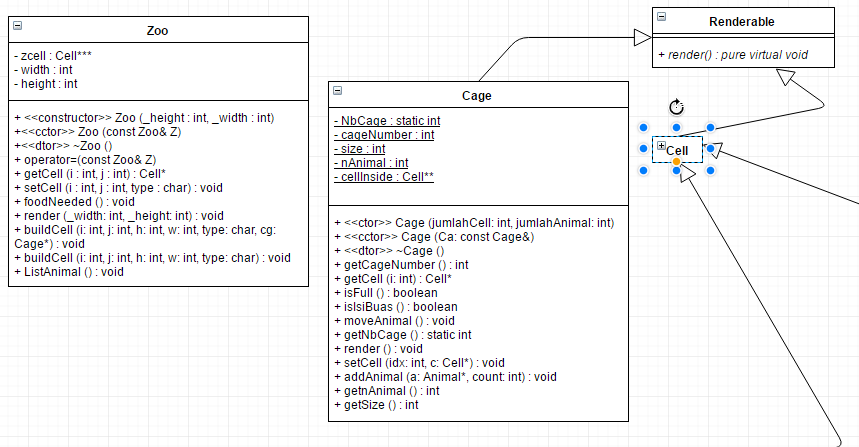 Zoo
- zcell : Cell***
- width : int
- height : int
+ <<constructor>> Zoo (_height : int, _width : int)
+<<cctor>> Zoo (const Zoo& Z)
+<<dtor>> ~Zoo ()
+ operator=(const Zoo& Z)
+ getCell (i : int, j : int) : Cell*
+ setCell (i : int, j : int, type : char) : void
+ foodNeeded () : void
+ render (_width: int, _height: int) : void
+ buildCell (i: int, j: int, h: int, w: int, type: char, cg:
Cage*) : void
+ buildCell (i: int, j: int, h: int, w: int, type: char) : void
+ ListAnimal () : void
Cage
- NbCage : static int
- cageNumber : int
- size : int
- nAnimal : int
- cellInside : Cell**
+ <<ctor>> Cage (jumlahCell: int, jumlahAnimal: int)
+ <<cctor>> Cage (Ca: const Cage&)
+ <<dtor>> ~Cage ()
+ getCageNumber () : int
+ getCell (i: int) : Cell*
+ isFull () : boolean
+ isIsiBuas () : boolean
+ moveAnimal () : void
+ getNbCage () : static int
+ render () : void
+ setCell (idx: int, c: Cell*) : void
+ addAnimal (a: Animal*, count: int) : void
+ getnAnimal () : int
+ getSize () : int
Renderable
+ render() : pure virtual void
Cell